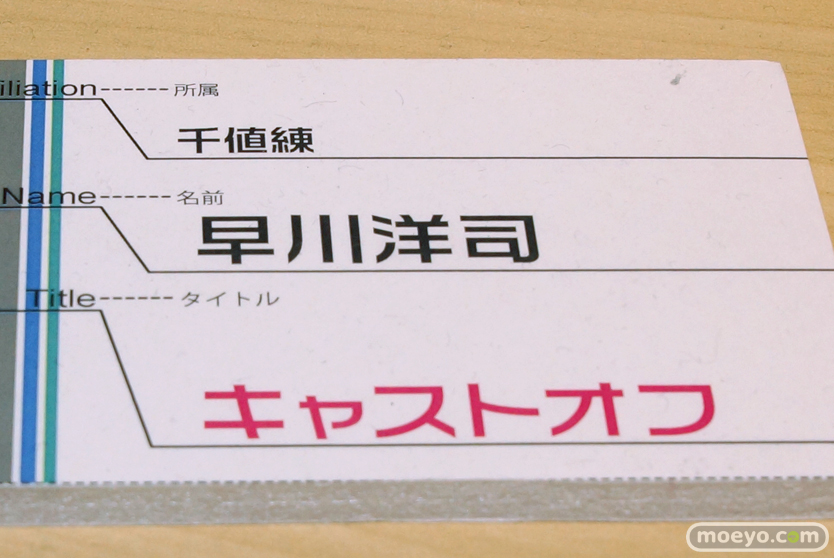 iliation------ 所属
千値練
Name------ 名前
早川洋司
Title------ タイトル
キャストオフ
moeyo.com